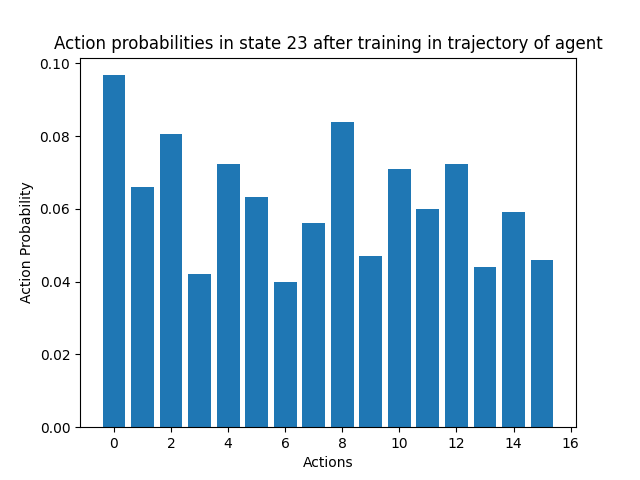 Action probabilities in state 23 after training in trajectory of agent
0.10
0.08
0.06
0.04
0.02
0.00
Action Probability
0 2 4 6 8 10 12 14 16
Actions